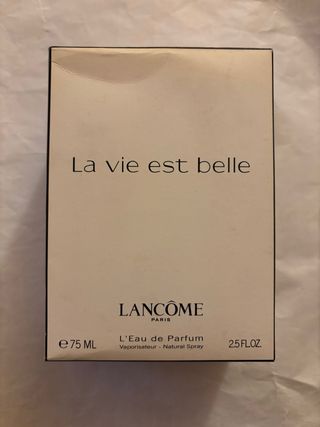 La vie est belle
LANCÔME
PARIS
L'Eau de Parfum
Vaporisateur - Natural Spray
℮ 75 ML
2.5 FL.OZ.